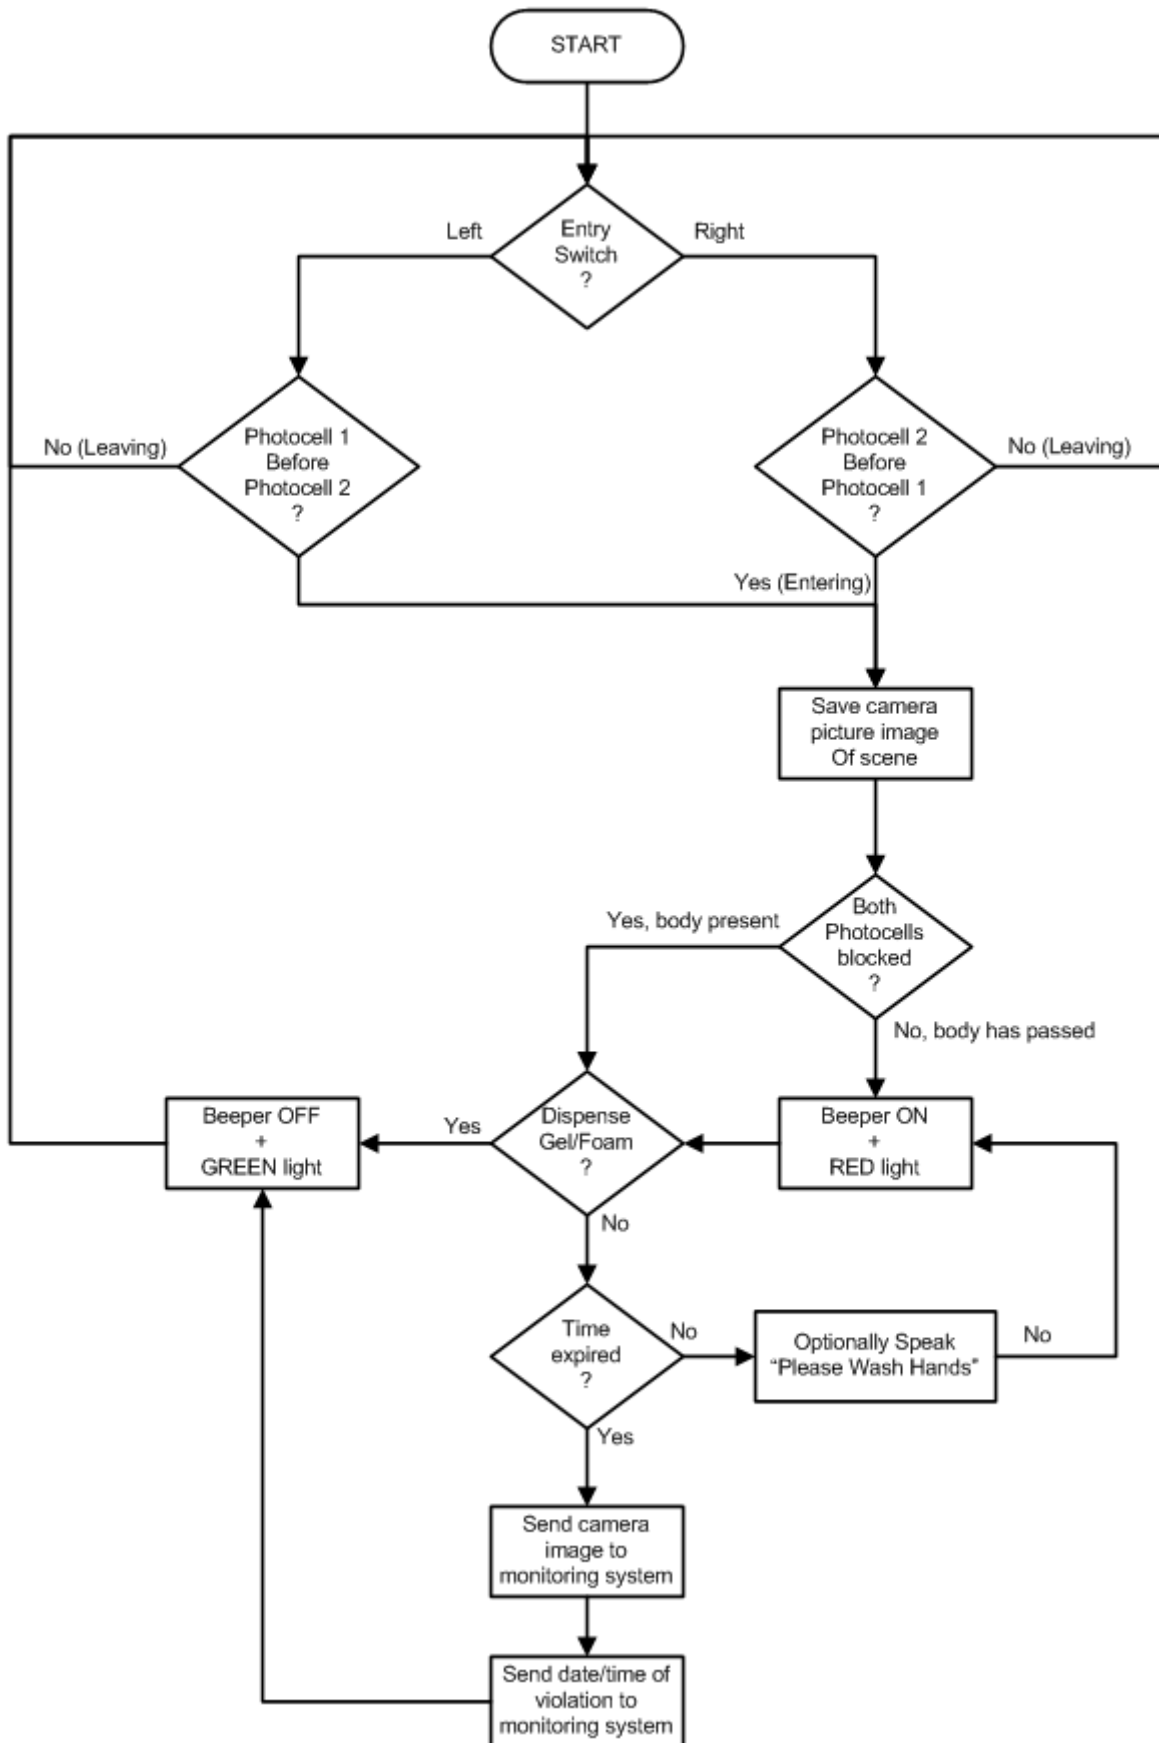 START
Left
Entry
Switch
?
Right
No (Leaving)
Photocell 1
Before
Photocell 2
?
Photocell 2
Before
Photocell 1
?
No (Leaving)
Yes (Entering)
Save camera
picture image
Of scene
Yes, body present
Both
Photocells
blocked
?
No, body has passed
Beeper OFF
+
GREEN light
Yes
Dispense
Gel/Foam
?
Beeper ON
+
RED light
No
Time
expired
?
No
Optionally Speak
“Please Wash Hands”
No
Yes
Send camera
image to
monitoring system
Send date/time of
violation to
monitoring system